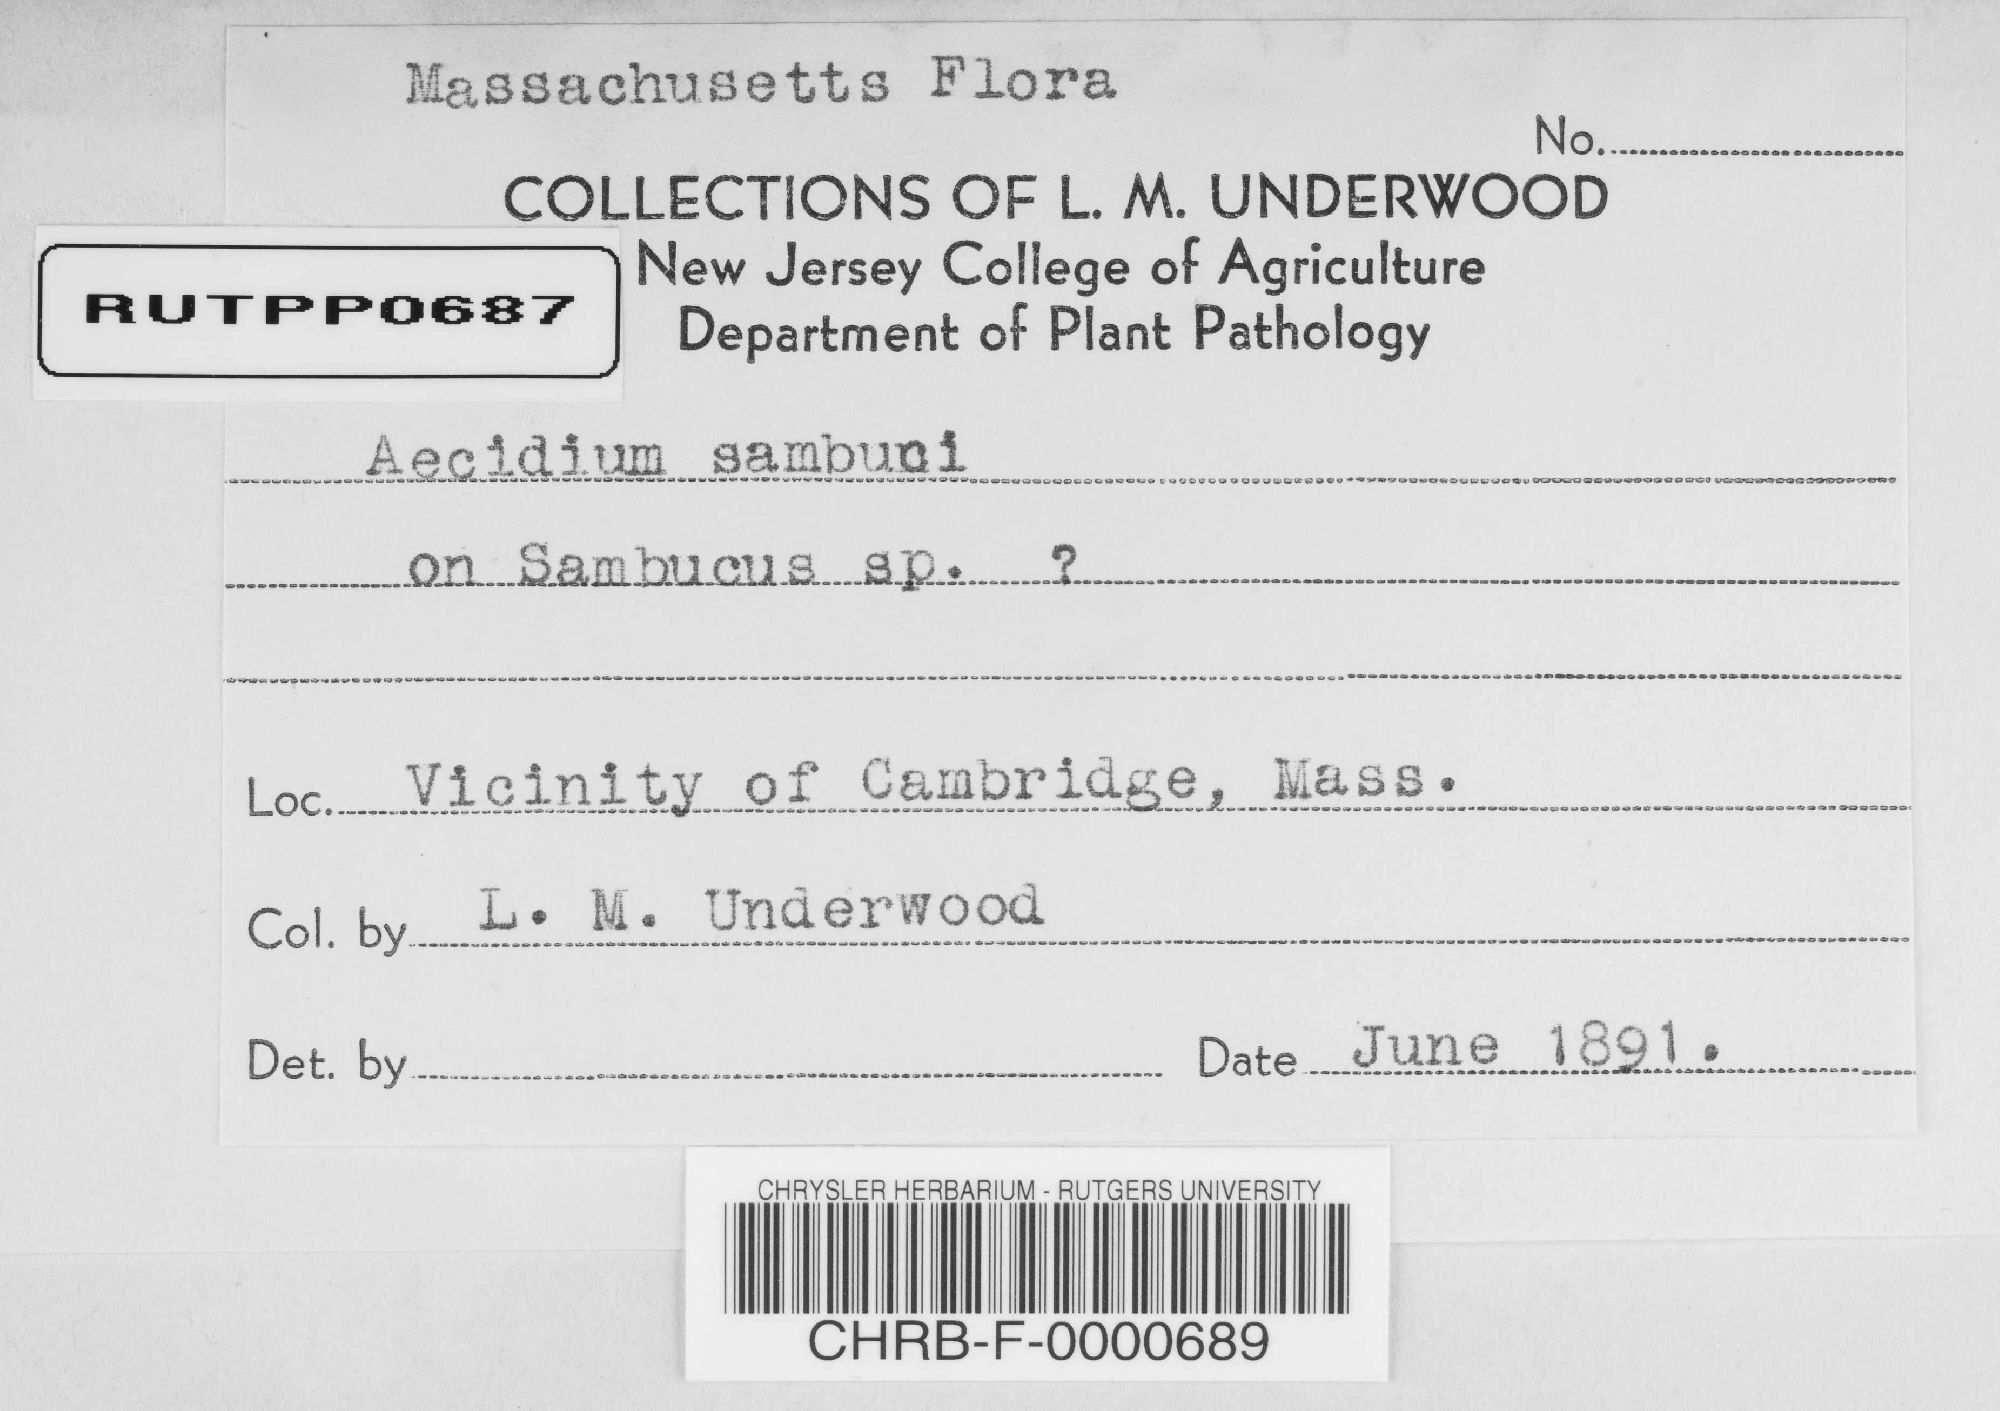 Massachusetts Flora
No.
COLLECTIONS OF L. M. UNDERWOOD
New Jersey College of Agriculture
Department of Plant Pathology
RUTPP0687
Aecidium sambuci
on Sambucus sp. ?
Loc. Vicinity of Cambridge, Mass.
Col. by L. M. Underwood
Det. by
Date June 1891.
CHRYSLER HERBARIUM - RUTGERS UNIVERSITY
CHRB-F-0000689